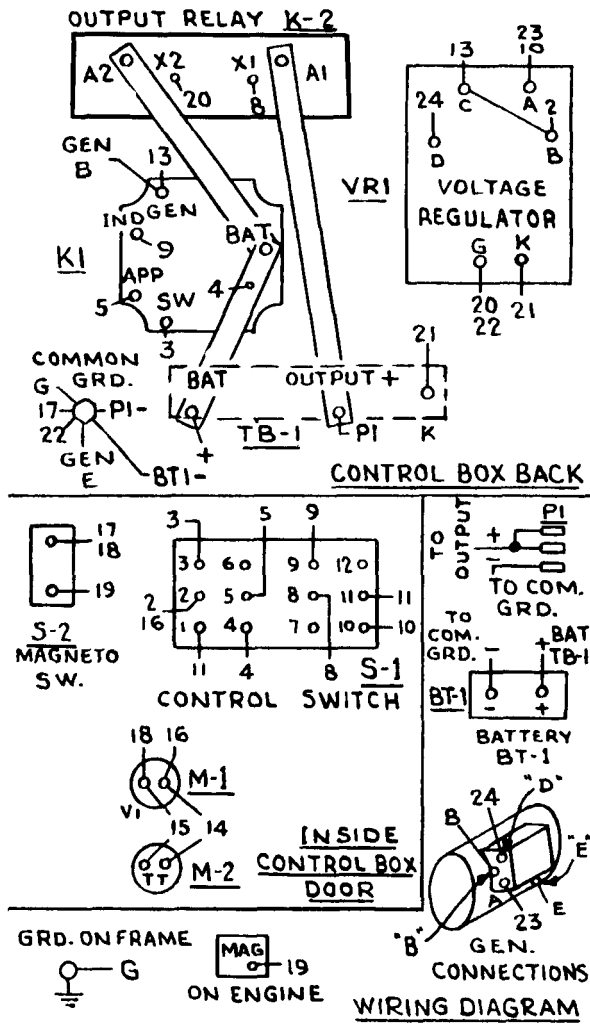 OUTPUT RELAY K-2
A2 X2 X1 A1
20 B
GEN
B
13
IND GEN
9
K1
BAT
APP
4
5
SW
3
23
13 10
24
C A 2
D B
VR1
VOLTAGE
REGULATOR
G K
20 21
22
COMMON
GRD.
G
17 P1-
22
GEN
E
BT1-
BAT OUTPUT +
21
+ TB-1 P1 K
CONTROL BOX BACK
17
18
19
S-2
MAGNETO
SW.
3 5 9
3 6 9 12
2
16
2 5 8 11 11
1 4 7 10 10
11 4 8 S-1
CONTROL SWITCH
TO
OUTPUT
P1
+
-
TO COM.
GRD.
TO
COM.
GRD.
-
+ BAT
TB-1
BT-1
- +
BATTERY
BT-1
18 16
M-1
V1
15 14
TT M-2
INSIDE
CONTROL BOX
DOOR
24 "D"
B
"E"
A
"B" 23 E
GEN.
CONNECTIONS
GRD. ON FRAME
G
MAG
19
ON ENGINE
WIRING DIAGRAM